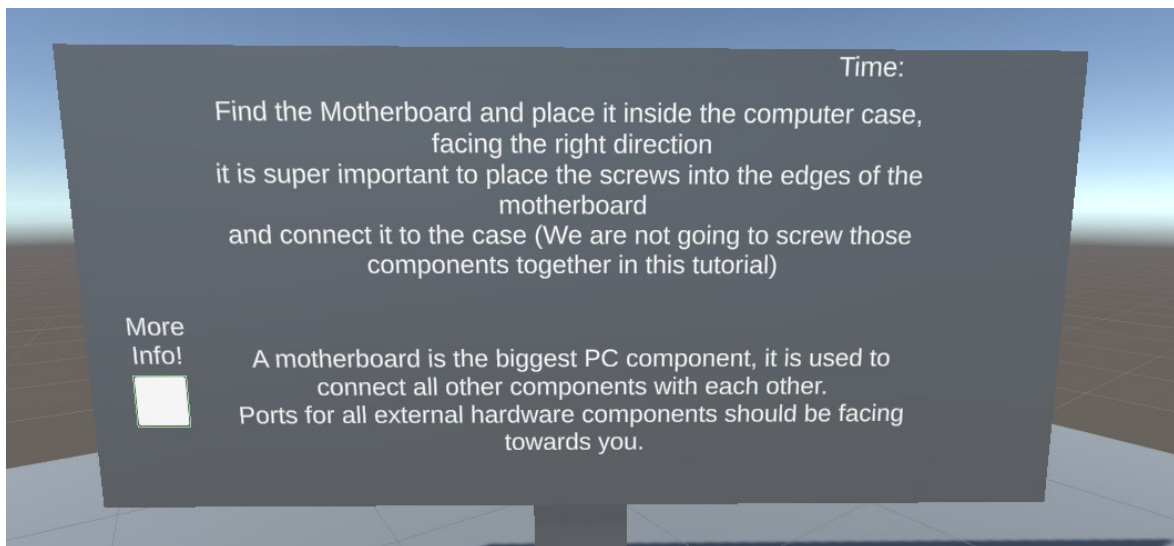 Time:
Find the Motherboard and place it inside the computer case,
facing the right direction
it is super important to place the screws into the edges of the
motherboard
and connect it to the case (We are not going to screw those
components together in this tutorial)
More
Info!
A motherboard is the biggest PC component, it is used to
connect all other components with each other.
Ports for all external hardware components should be facing
towards you.